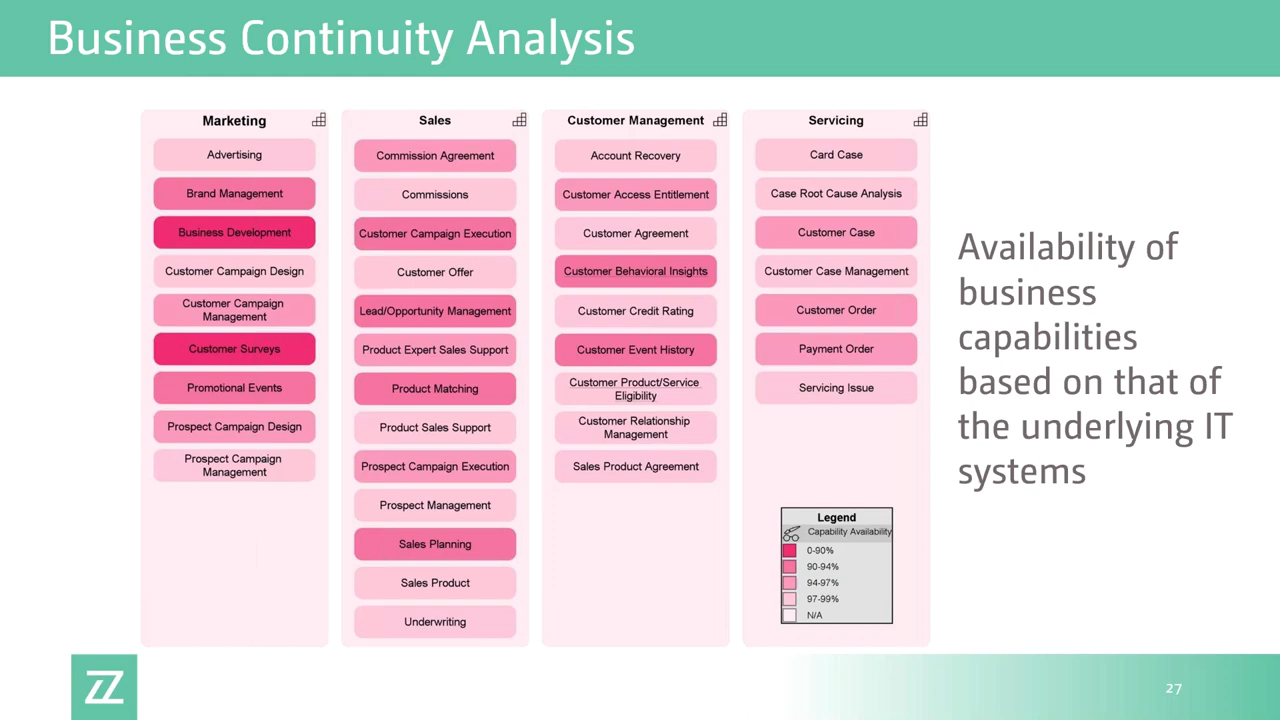 Business Continuity Analysis
Marketing
Advertising
Brand Management
Business Development
Customer Campaign Design
Customer Campaign
Management
Customer Surveys
Promotional Events
Prospect Campaign Design
Prospect Campaign
Management
Sales
Commission Agreement
Commissions
Customer Campaign Execution
Customer Offer
Lead/Opportunity Management
Product Expert Sales Support
Product Matching
Product Sales Support
Prospect Campaign Execution
Prospect Management
Sales Planning
Sales Product
Underwriting
Customer Management
Account Recovery
Customer Access Entitlement
Customer Agreement
Customer Behavioral Insights
Customer Credit Rating
Customer Event History
Customer Product/Service
Eligibility
Customer Relationship
Management
Sales Product Agreement
Servicing
Card Case
Case Root Cause Analysis
Customer Case
Customer Case Management
Customer Order
Payment Order
Servicing Issue
Legend
Capability Availability
0-90%
90-94%
94-97%
97-99%
N/A
Availability of
business
capabilities
based on that of
the underlying IT
systems
27